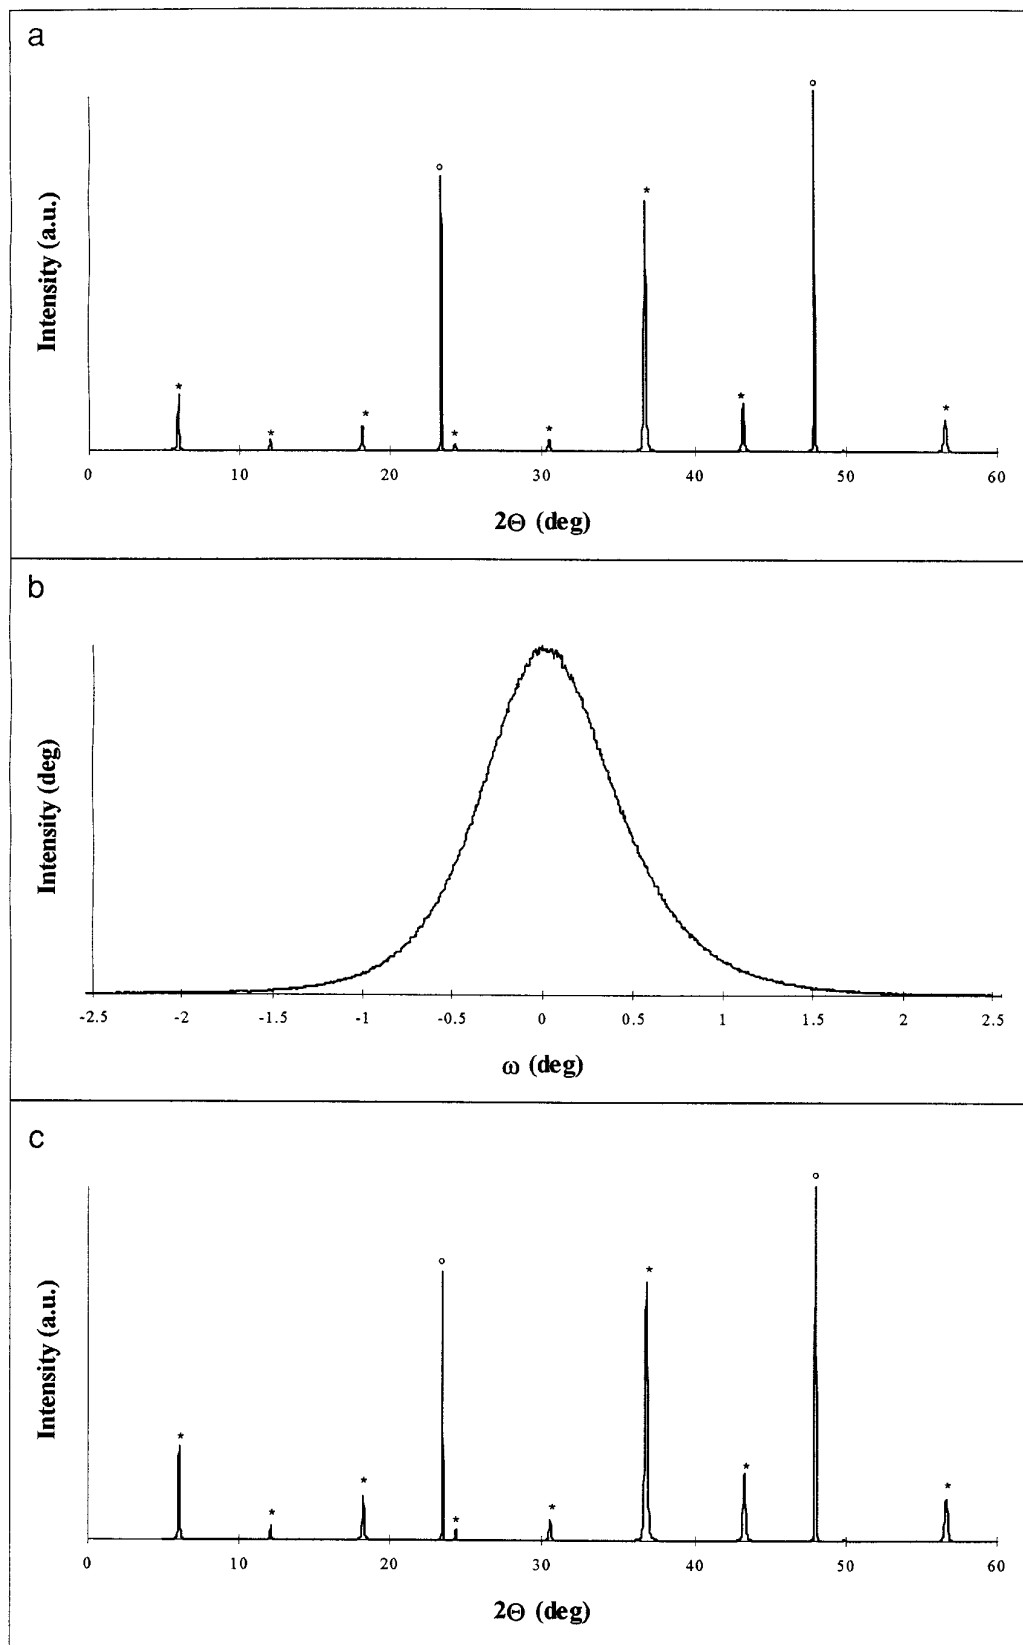 a
° °
* * * * * * * *
Intensity (a.u.)
0 10 20 30 40 50 60
2Θ (deg)
b
Intensity (deg)
-2.5 -2 -1.5 -1 -0.5 0 0.5 1 1.5 2 2.5
ω (deg)
c
° °
* * * * * * * *
Intensity (a.u.)
0 10 20 30 40 50 60
2Θ (deg)